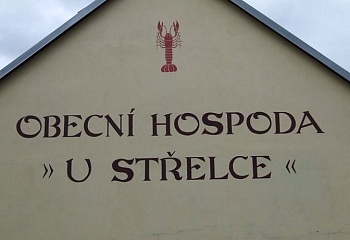 OBECNÍ HOSPODA
» U STŘELCE «